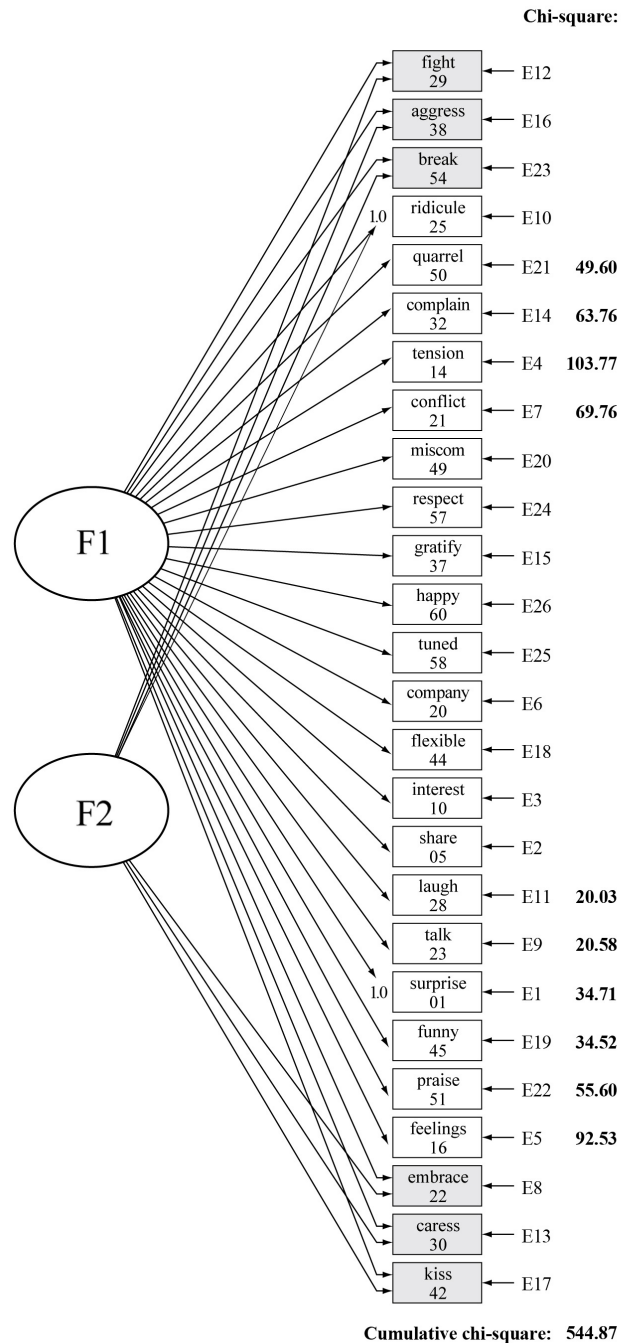 Chi-square:
fight
29
E12
aggress
38
E16
break
54
E23
1.0
ridicule
25
E10
quarrel
50
E21 49.60
complain
32
E14 63.76
tension
14
E4 103.77
conflict
21
E7 69.76
miscom
49
E20
respect
57
E24
F1
gratify
37
E15
happy
60
E26
tuned
58
E25
company
20
E6
flexible
44
E18
interest
10
E3
F2
share
05
E2
laugh
28
E11 20.03
talk
23
E9 20.58
1.0
surprise
01
E1 34.71
funny
45
E19 34.52
praise
51
E22 55.60
feelings
16
E5 92.53
embrace
22
E8
caress
30
E13
kiss
42
E17
Cumulative chi-square: 544.87